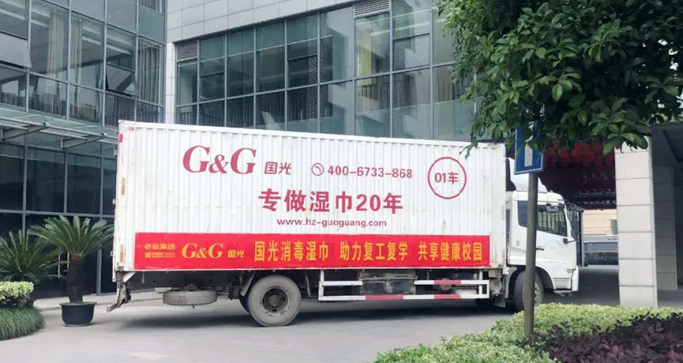 G&G 国光 400-6733-868 01车
专做湿巾20年
www.hz-guoguang.com
G&G 国光 国光消毒湿巾 助力复工复学 共享健康校园